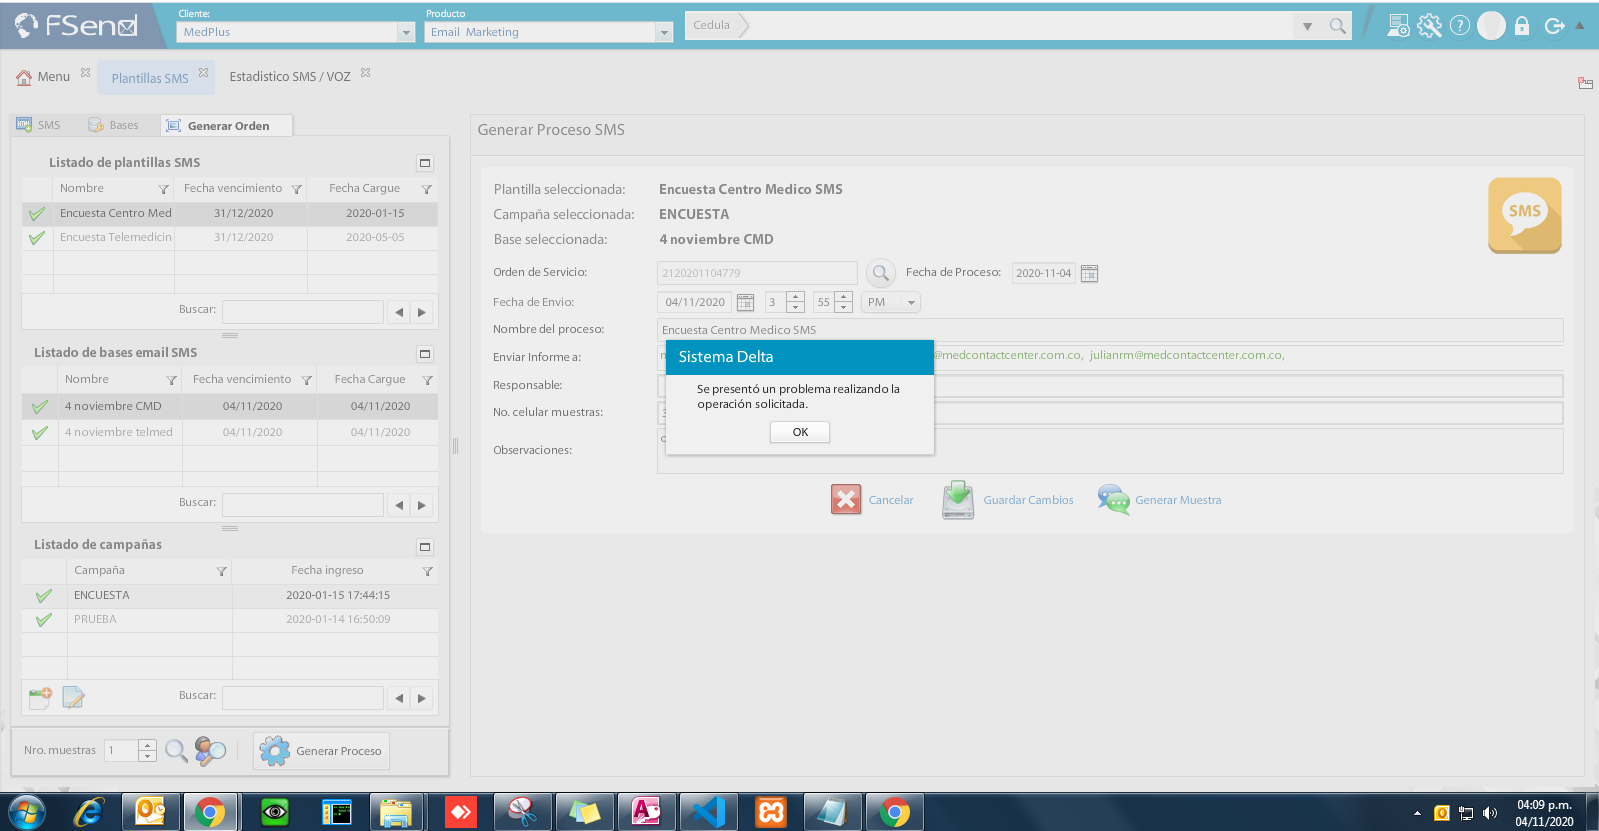 FSend
Cliente:
MedPlus
Producto
Email Marketing
Cedula
Menu
Plantillas SMS
Estadistico SMS / VOZ
SMS
Bases
Generar Orden
Listado de plantillas SMS
Nombre
Fecha vencimiento
Fecha Cargue
Encuesta Centro Med
31/12/2020
2020-01-15
Encuesta Telemedicin
31/12/2020
2020-05-05
Buscar:
Listado de bases email SMS
Nombre
Fecha vencimiento
Fecha Cargue
4 noviembre CMD
04/11/2020
04/11/2020
4 noviembre telmed
04/11/2020
04/11/2020
Buscar:
Listado de campañas
Campaña
Fecha ingreso
ENCUESTA
2020-01-15 17:44:15
PRUEBA
2020-01-14 16:50:09
Buscar:
Nro. muestras
1
Generar Proceso
Generar Proceso SMS
Plantilla seleccionada:
Encuesta Centro Medico SMS
Campaña seleccionada:
ENCUESTA
Base seleccionada:
4 noviembre CMD
SMS
Orden de Servicio:
2120201104779
Fecha de Proceso:
2020-11-04
Fecha de Envio:
04/11/2020
3
55
PM
Nombre del proceso:
Encuesta Centro Medico SMS
Enviar Informe a:
@medcontactcenter.com.co, julianrm@medcontactcenter.com.co,
Responsable:
No. celular muestras:
Observaciones:
Sistema Delta
Se presentó un problema realizando la
operación solicitada.
OK
Cancelar
Guardar Cambios
Generar Muestra
04:09 p.m.
04/11/2020